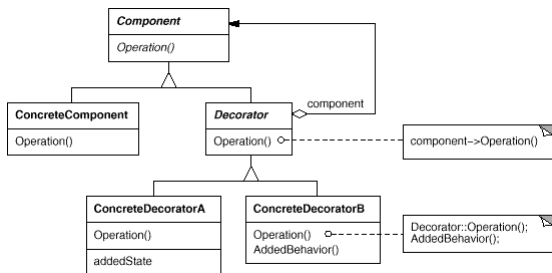 Component
Operation()
component
ConcreteComponent
Operation()
Decorator
Operation()
component->Operation()
ConcreteDecoratorA
Operation()
addedState
ConcreteDecoratorB
Operation()
AddedBehavior()
Decorator::Operation();
AddedBehavior();